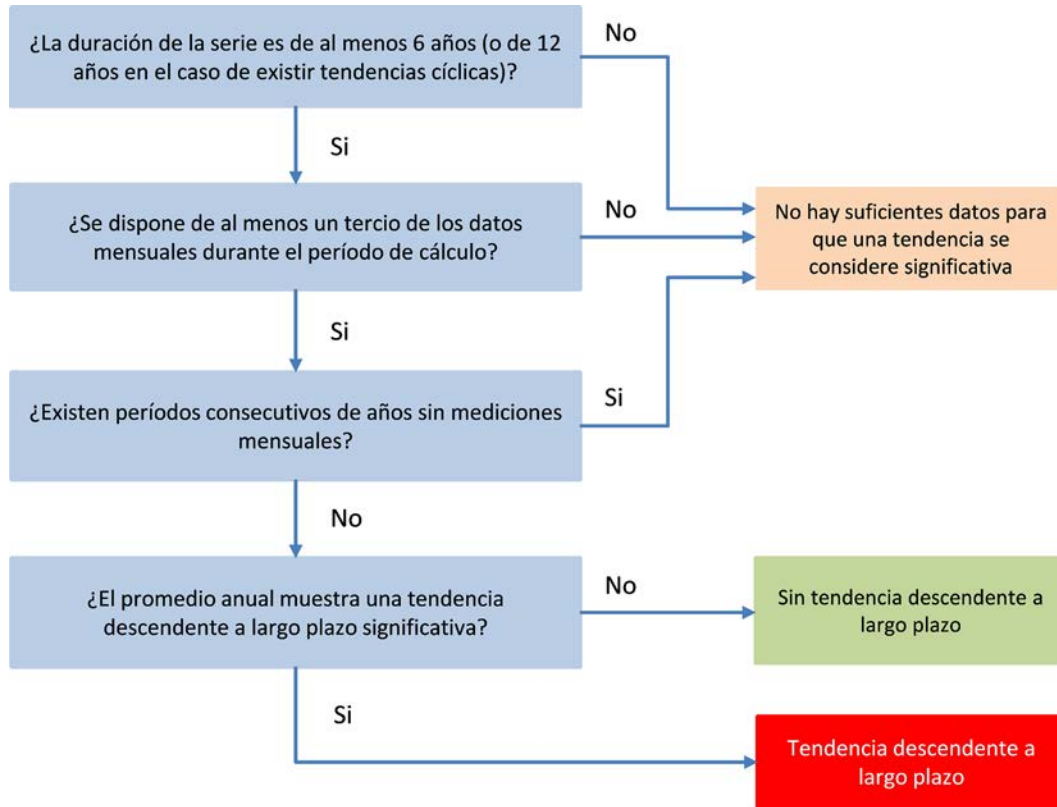 ¿La duración de la serie es de al menos 6 años (o de 12
años en el caso de existir tendencias cíclicas)?
No
Si
¿Se dispone de al menos un tercio de los datos
mensuales durante el período de cálculo?
No
No hay suficientes datos para
que una tendencia se
considere significativa
Si
¿Existen períodos consecutivos de años sin mediciones
mensuales?
Si
No
¿El promedio anual muestra una tendencia
descendente a largo plazo significativa?
No
Sin tendencia descendente a
largo plazo
Si
Tendencia descendente a
largo plazo